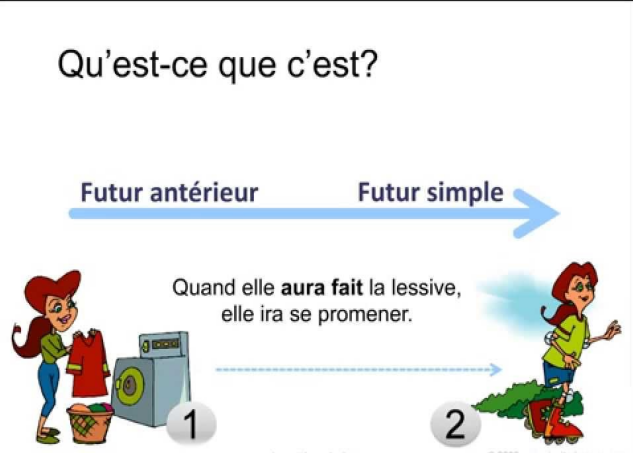 Qu'est-ce que c'est?
Futur antérieur Futur simple
Quand elle aura fait la lessive,
elle ira se promener.
1 2